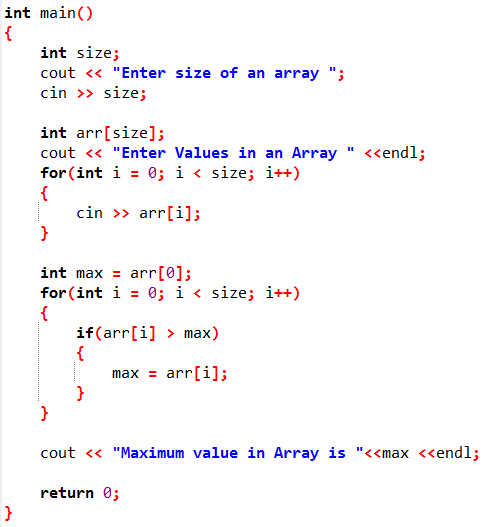 int main()
{
    int size;
    cout << "Enter size of an array ";
    cin >> size;

    int arr[size];
    cout << "Enter Values in an Array " <<endl;
    for(int i = 0; i < size; i++)
    {
        cin >> arr[i];
    }

    int max = arr[0];
    for(int i = 0; i < size; i++)
    {
        if(arr[i] > max)
        {
            max = arr[i];
        }
    }

    cout << "Maximum value in Array is "<<max <<endl;

    return 0;
}